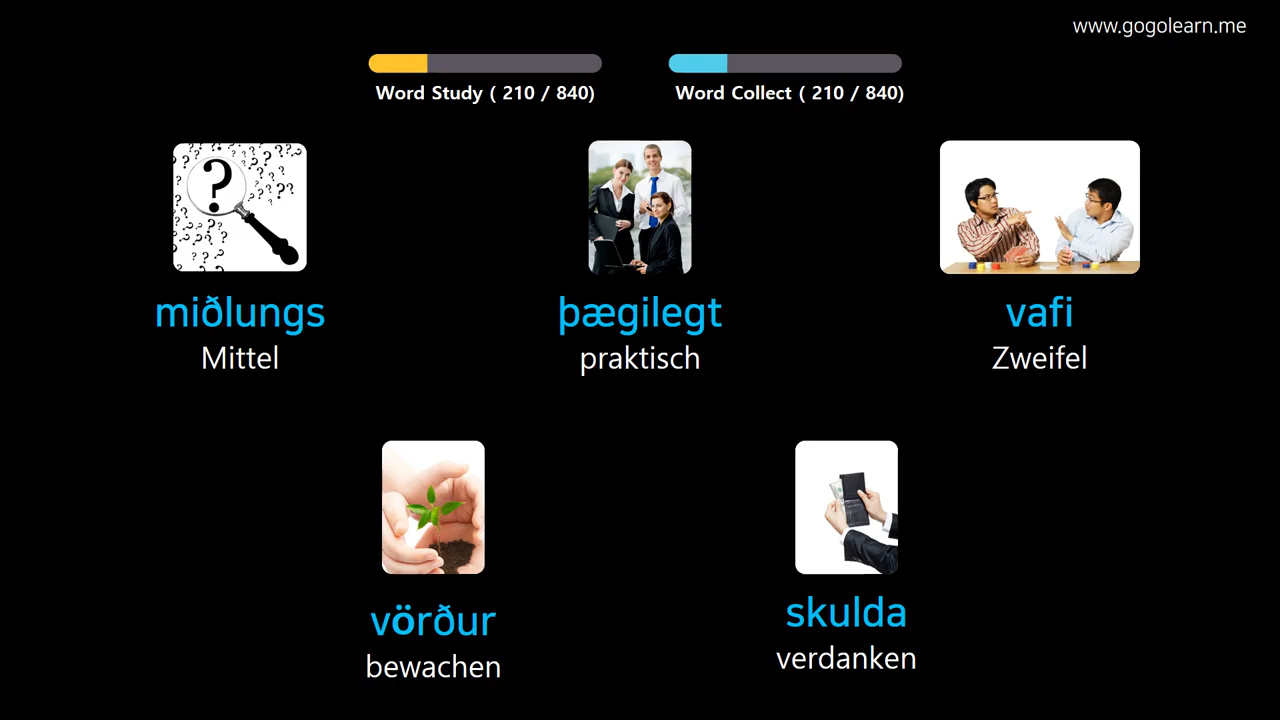 www.gogolearn.me
Word Study ( 210 / 840)
Word Collect ( 210 / 840)
miðlungs
Mittel
þægilegt
praktisch
vafi
Zweifel
vörður
bewachen
skulda
verdanken